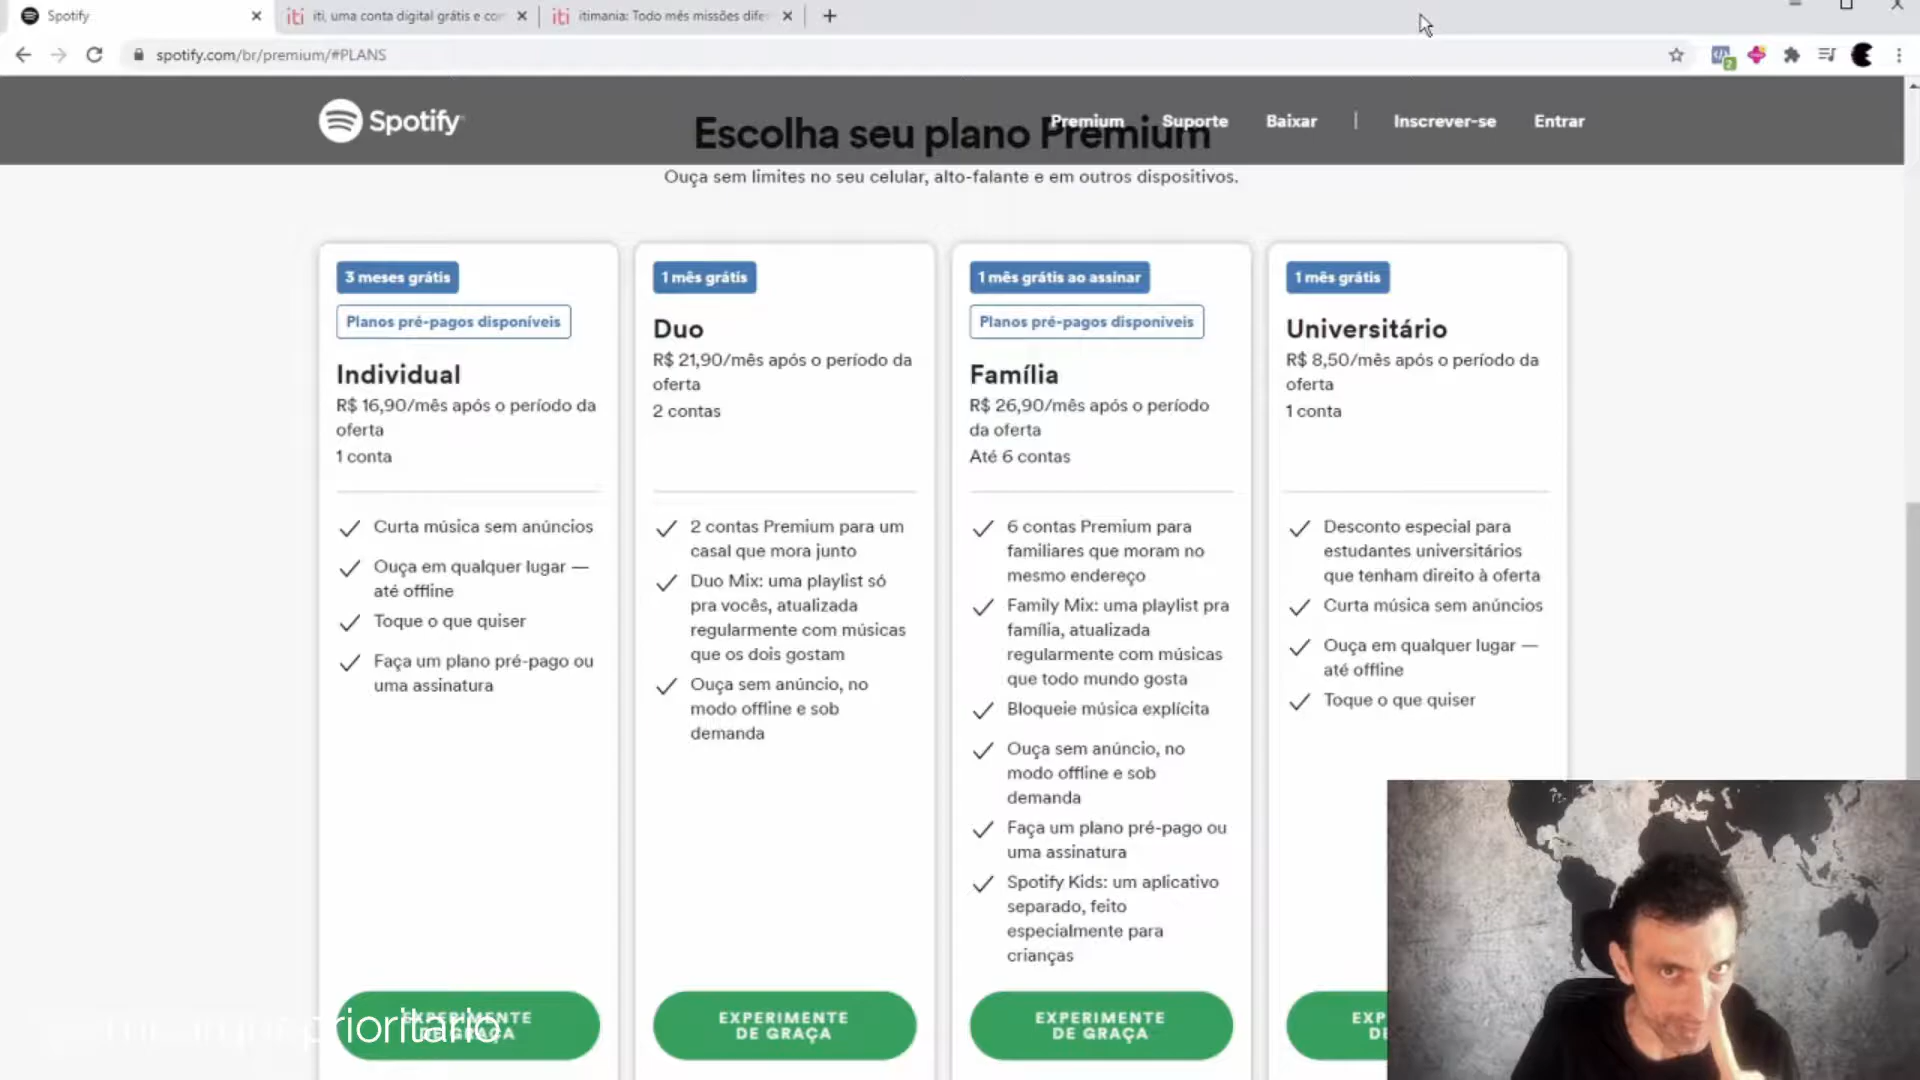 Spotify
iti, uma conta digital grátis e co
itimania: Todo mês missões dife
spotify.com/br/premium/#PLANS
2
Spotify
Premium
Suporte
Baixar
Inscrever-se
Entrar
Escolha seu plano Premium
Ouça sem limites no seu celular, alto-falante e em outros dispositivos.
3 meses grátis
Planos pré-pagos disponíveis
Individual
R$ 16,90/mês após o período da
oferta
1 conta
Curta música sem anúncios
Ouça em qualquer lugar —
até offline
Toque o que quiser
Faça um plano pré-pago ou
uma assinatura
EXPERIMENTE
DE GRAÇA
1 mês grátis
Duo
R$ 21,90/mês após o período da
oferta
2 contas
2 contas Premium para um
casal que mora junto
Duo Mix: uma playlist só
pra vocês, atualizada
regularmente com músicas
que os dois gostam
Ouça sem anúncio, no
modo offline e sob
demanda
EXPERIMENTE
DE GRAÇA
1 mês grátis ao assinar
Planos pré-pagos disponíveis
Família
R$ 26,90/mês após o período
da oferta
Até 6 contas
6 contas Premium para
familiares que moram no
mesmo endereço
Family Mix: uma playlist pra
família, atualizada
regularmente com músicas
que todo mundo gosta
Bloqueie música explícita
Ouça sem anúncio, no
modo offline e sob
demanda
Faça um plano pré-pago ou
uma assinatura
Spotify Kids: um aplicativo
separado, feito
especialmente para
crianças
EXPERIMENTE
DE GRAÇA
1 mês grátis
Universitário
R$ 8,50/mês após o período da
oferta
1 conta
Desconto especial para
estudantes universitários
que tenham direito à oferta
Curta música sem anúncios
Ouça em qualquer lugar —
até offline
Toque o que quiser
EXP
DE
prioritario